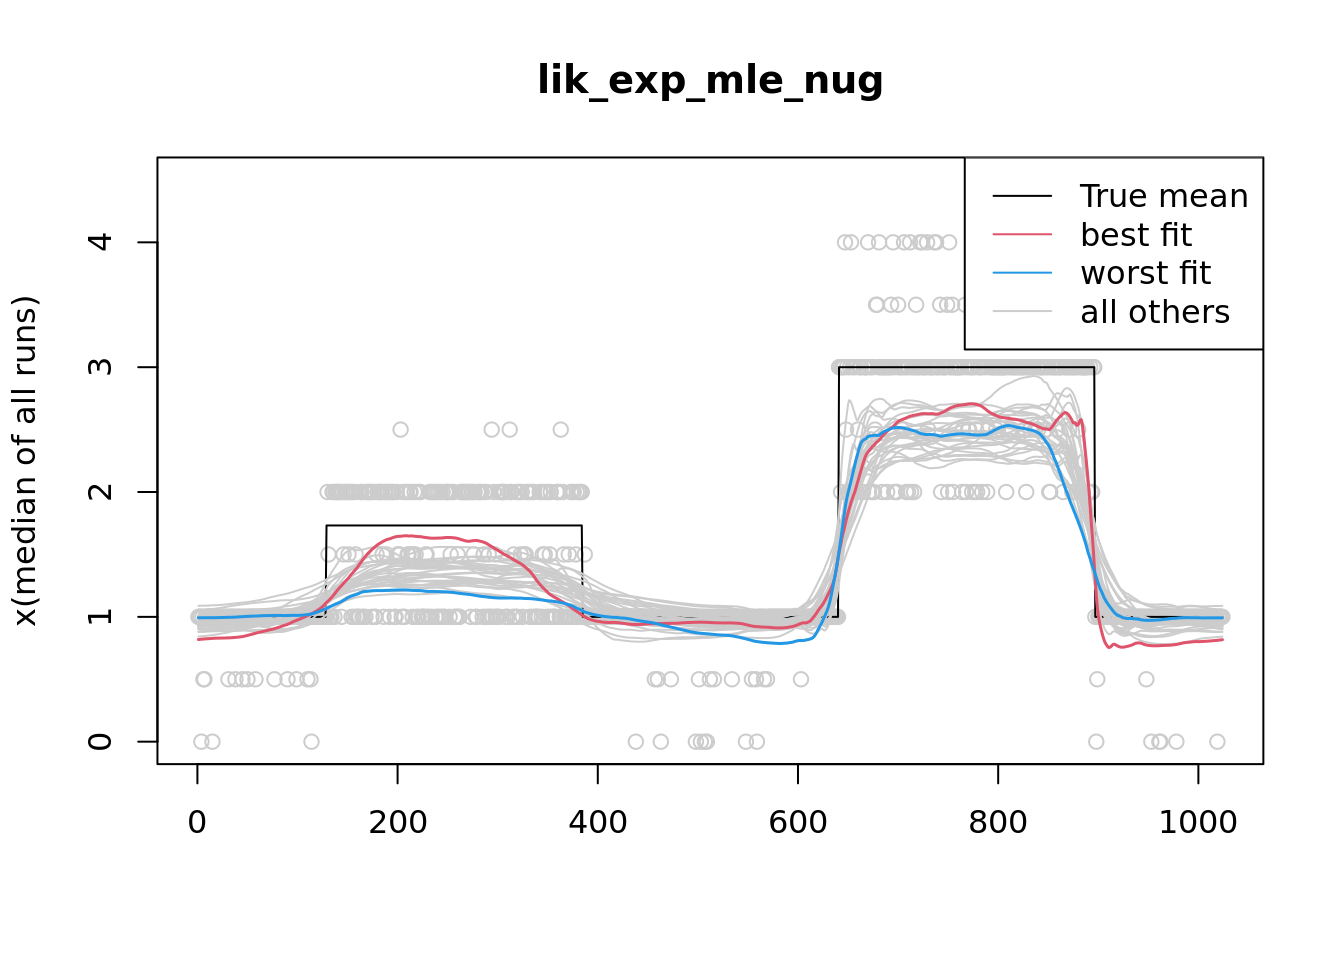 lik_exp_mle_nug
x(median of all runs)
4
3
2
1
0
True mean
best fit
worst fit
all others
0 200 400 600 800 1000